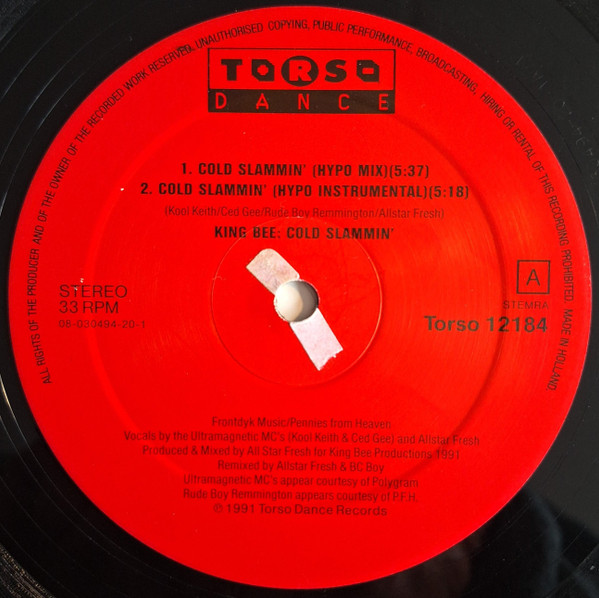 ALL RIGHTS OF THE PRODUCER AND OF THE OWNER OF THE RECORDED WORK RESERVED. UNAUTHORISED COPYING, PUBLIC PERFORMANCE, BROADCASTING, HIRING OR RENTAL OF THIS RECORDING PROHIBITED. MADE IN HOLLAND.
TORSO
DANCE
1. COLD SLAMMIN' (HYPO MIX)(5:37)
2. COLD SLAMMIN' (HYPO INSTRUMENTAL)(5:18)
(Kool Keith/Ced Gee/Rude Boy Remmington/Allstar Fresh)
KING BEE: COLD SLAMMIN'
STEREO
33 RPM
08-030494-20-1
A
STEMRA
Torso 12184
Frontdyk Music/Pennies from Heaven
Vocals by the Ultramagnetic MC's (Kool Keith & Ced Gee) and Allstar Fresh
Produced & Mixed by All Star Fresh for King Bee Productions 1991
Remixed by Allstar Fresh & BC Boy
Ultramagnetic MC's appear courtesy of Polygram
Rude Boy Remmington appears courtesy of P.F.H.
℗ 1991 Torso Dance Records